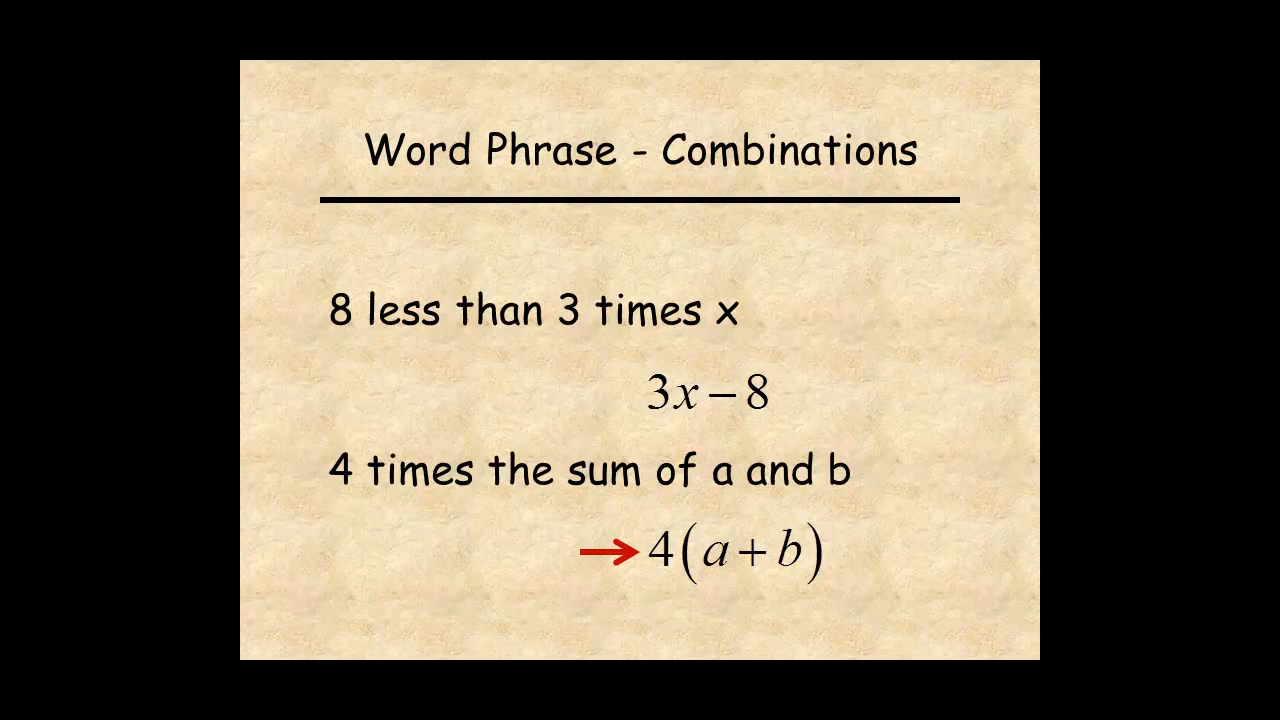 Word Phrase - Combinations
8 less than 3 times x
3x – 8
4 times the sum of a and b
4(a + b)